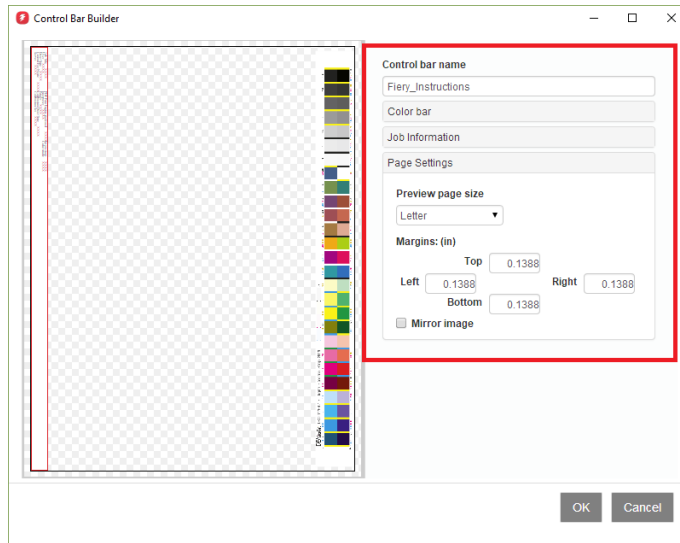 Control Bar Builder
Control bar name
Fiery_Instructions
Color bar
Job Information
Page Settings
Preview page size
Letter
Margins: (in)
Top 0.1388
Left 0.1388 Right 0.1388
Bottom 0.1388
Mirror image
OK Cancel